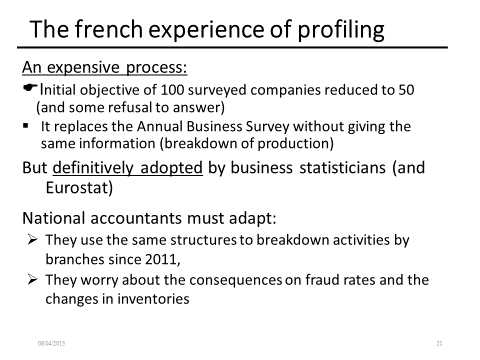 The french experience of profiling
An expensive process:
Initial objective of 100 surveyed companies reduced to 50
(and some refusal to answer)
It replaces the Annual Business Survey without giving the
same information (breakdown of production)
But definitively adopted by business statisticians (and
Eurostat)
National accountants must adapt:
They use the same structures to breakdown activities by
branches since 2011,
They worry about the consequences on fraud rates and the
changes in inventories
08/04/2015
21